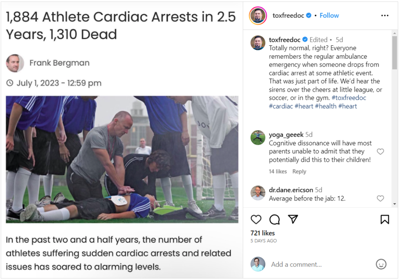 1,884 Athlete Cardiac Arrests in 2.5
Years, 1,310 Dead
Frank Bergman
July 1, 2023 - 12:59 pm
In the past two and a half years, the number of
athletes suffering sudden cardiac arrests and related
issues has soared to alarming levels.
toxfreedoc • Follow
toxfreedoc Edited • 5d
Totally normal, right? Everyone
remembers the regular ambulance
emergency when someone drops from
cardiac arrest at some athletic event.
That was just part of life. We'd hear the
sirens over the cheers at little league, or
soccer, or in the gym. #toxfreedoc
#cardiac #heart #health #heart
yoga_geeek 5d
Cognitive dissonance will have most
parents unable to admit that they
potentially did this to their children!
14 likes Reply
dr.dane.ericson 5d
Average before the jab: 12.
721 likes
5 DAYS AGO
Add a comment...